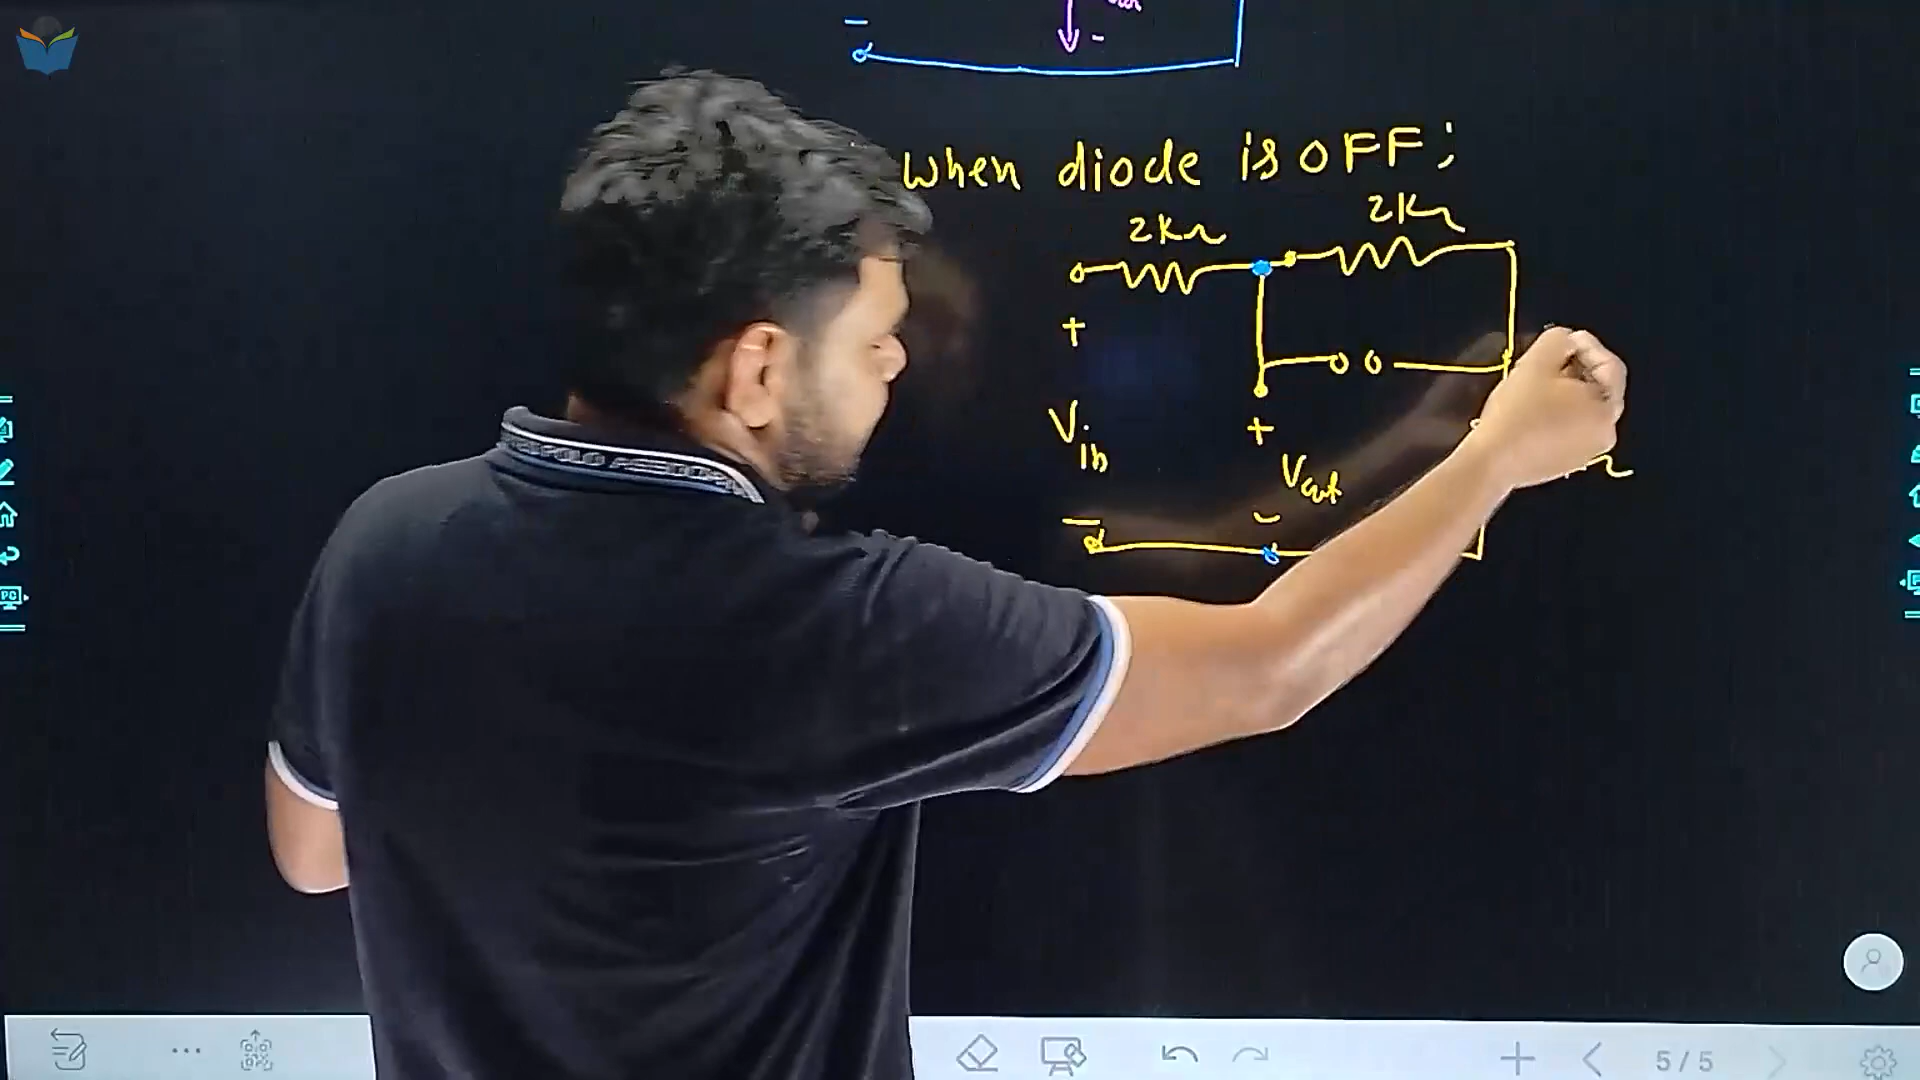 -
When diode is OFF;
2KΩ
2KΩ
+
Vin
+
Vout
-
-
5/5